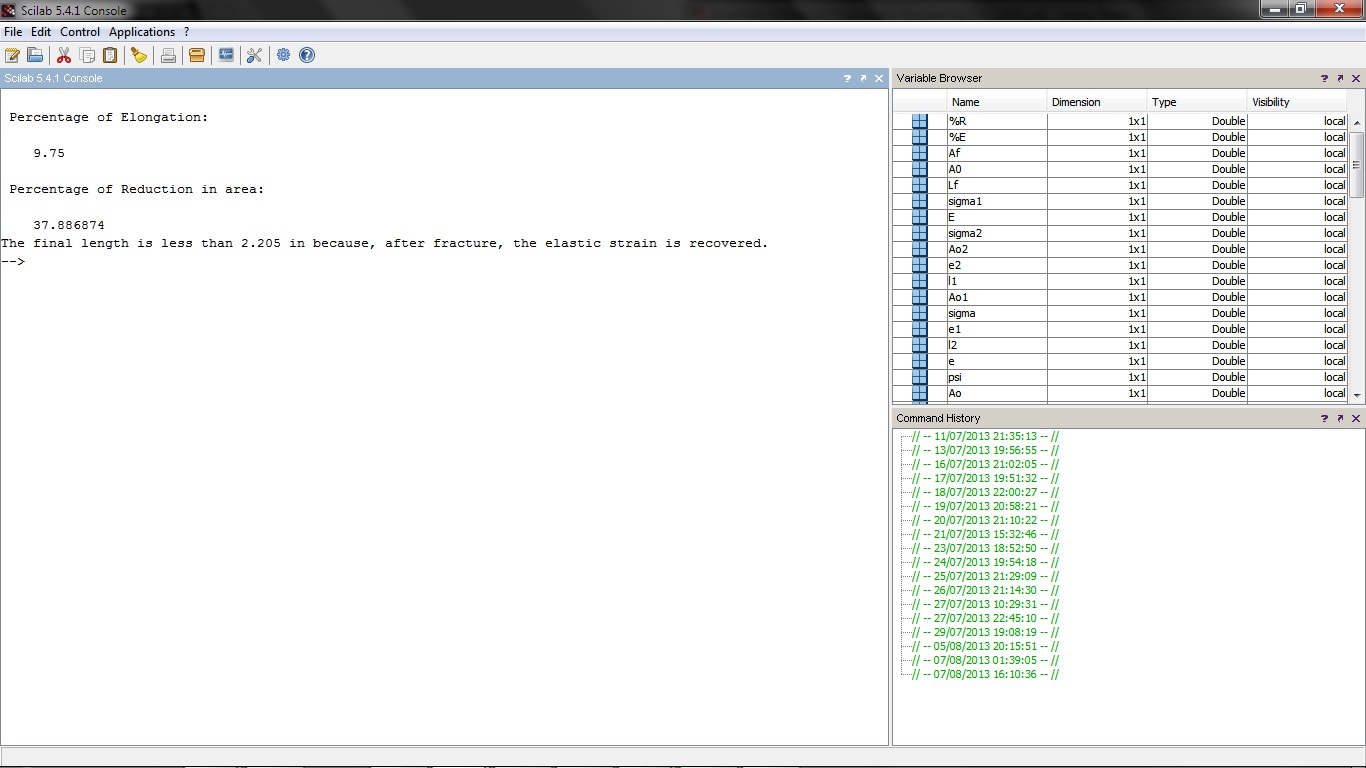 Scilab 5.4.1 Console
File Edit Control Applications ?
Scilab 5.4.1 Console ?
Percentage of Elongation:
9.75
Percentage of Reduction in area:
37.886874
The final length is less than 2.205 in because, after fracture, the elastic strain is recovered.
-->
Variable Browser ?
Name Dimension Type Visibility
%R 1x1 Double local
%E 1x1 Double local
Af 1x1 Double local
A0 1x1 Double local
Lf 1x1 Double local
sigma1 1x1 Double local
E 1x1 Double local
sigma2 1x1 Double local
Ao2 1x1 Double local
e2 1x1 Double local
l1 1x1 Double local
Ao1 1x1 Double local
sigma 1x1 Double local
e1 1x1 Double local
l2 1x1 Double local
e 1x1 Double local
psi 1x1 Double local
Ao 1x1 Double local
Command History ?
// -- 11/07/2013 21:35:13 -- //
// -- 13/07/2013 19:56:55 -- //
// -- 16/07/2013 21:02:05 -- //
// -- 17/07/2013 19:51:32 -- //
// -- 18/07/2013 22:00:27 -- //
// -- 19/07/2013 20:58:21 -- //
// -- 20/07/2013 21:10:22 -- //
// -- 21/07/2013 15:32:46 -- //
// -- 23/07/2013 18:52:50 -- //
// -- 24/07/2013 19:54:18 -- //
// -- 25/07/2013 21:29:09 -- //
// -- 26/07/2013 21:14:30 -- //
// -- 27/07/2013 10:29:31 -- //
// -- 27/07/2013 22:45:10 -- //
// -- 29/07/2013 19:08:19 -- //
// -- 05/08/2013 20:15:51 -- //
// -- 07/08/2013 01:39:05 -- //
// -- 07/08/2013 16:10:36 -- //